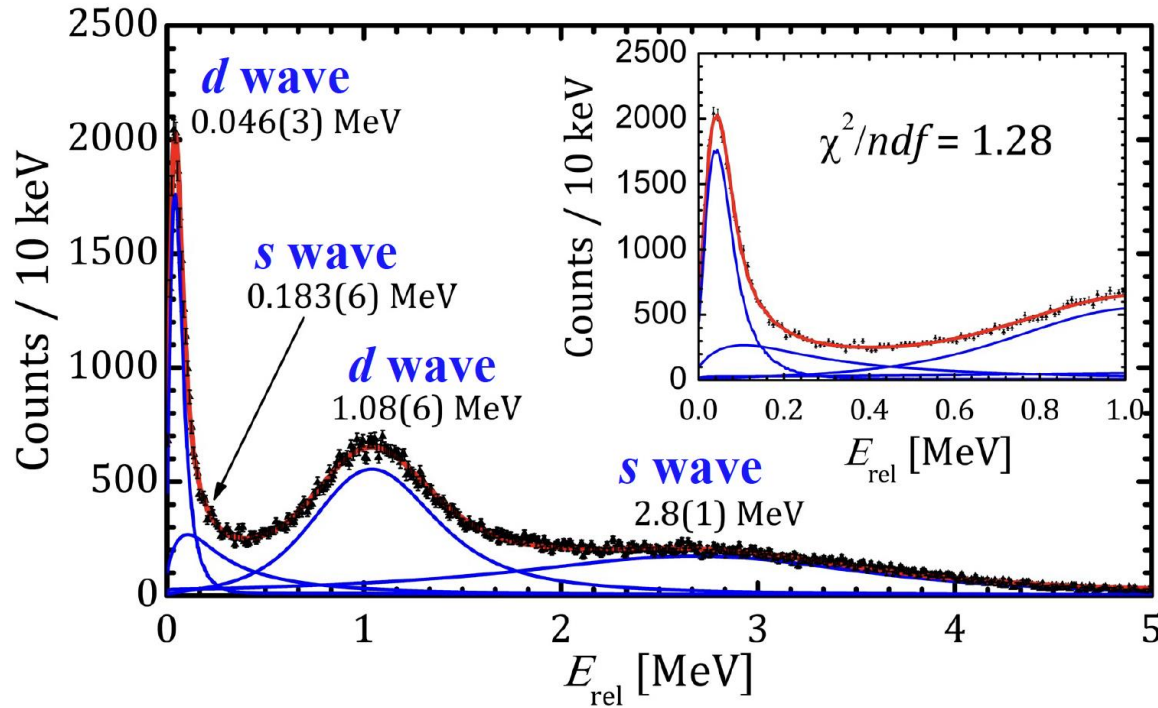 2500
2000
1500
1000
500
0
Counts / 10 keV
d wave
0.046(3) MeV
s wave
0.183(6) MeV
d wave
1.08(6) MeV
s wave
2.8(1) MeV
0 1 2 3 4 5
E_rel [MeV]
2500
2000
1500
1000
500
0
Counts / 10 keV
χ²/ndf = 1.28
0.0 0.2 0.4 0.6 0.8 1.0
E_rel [MeV]